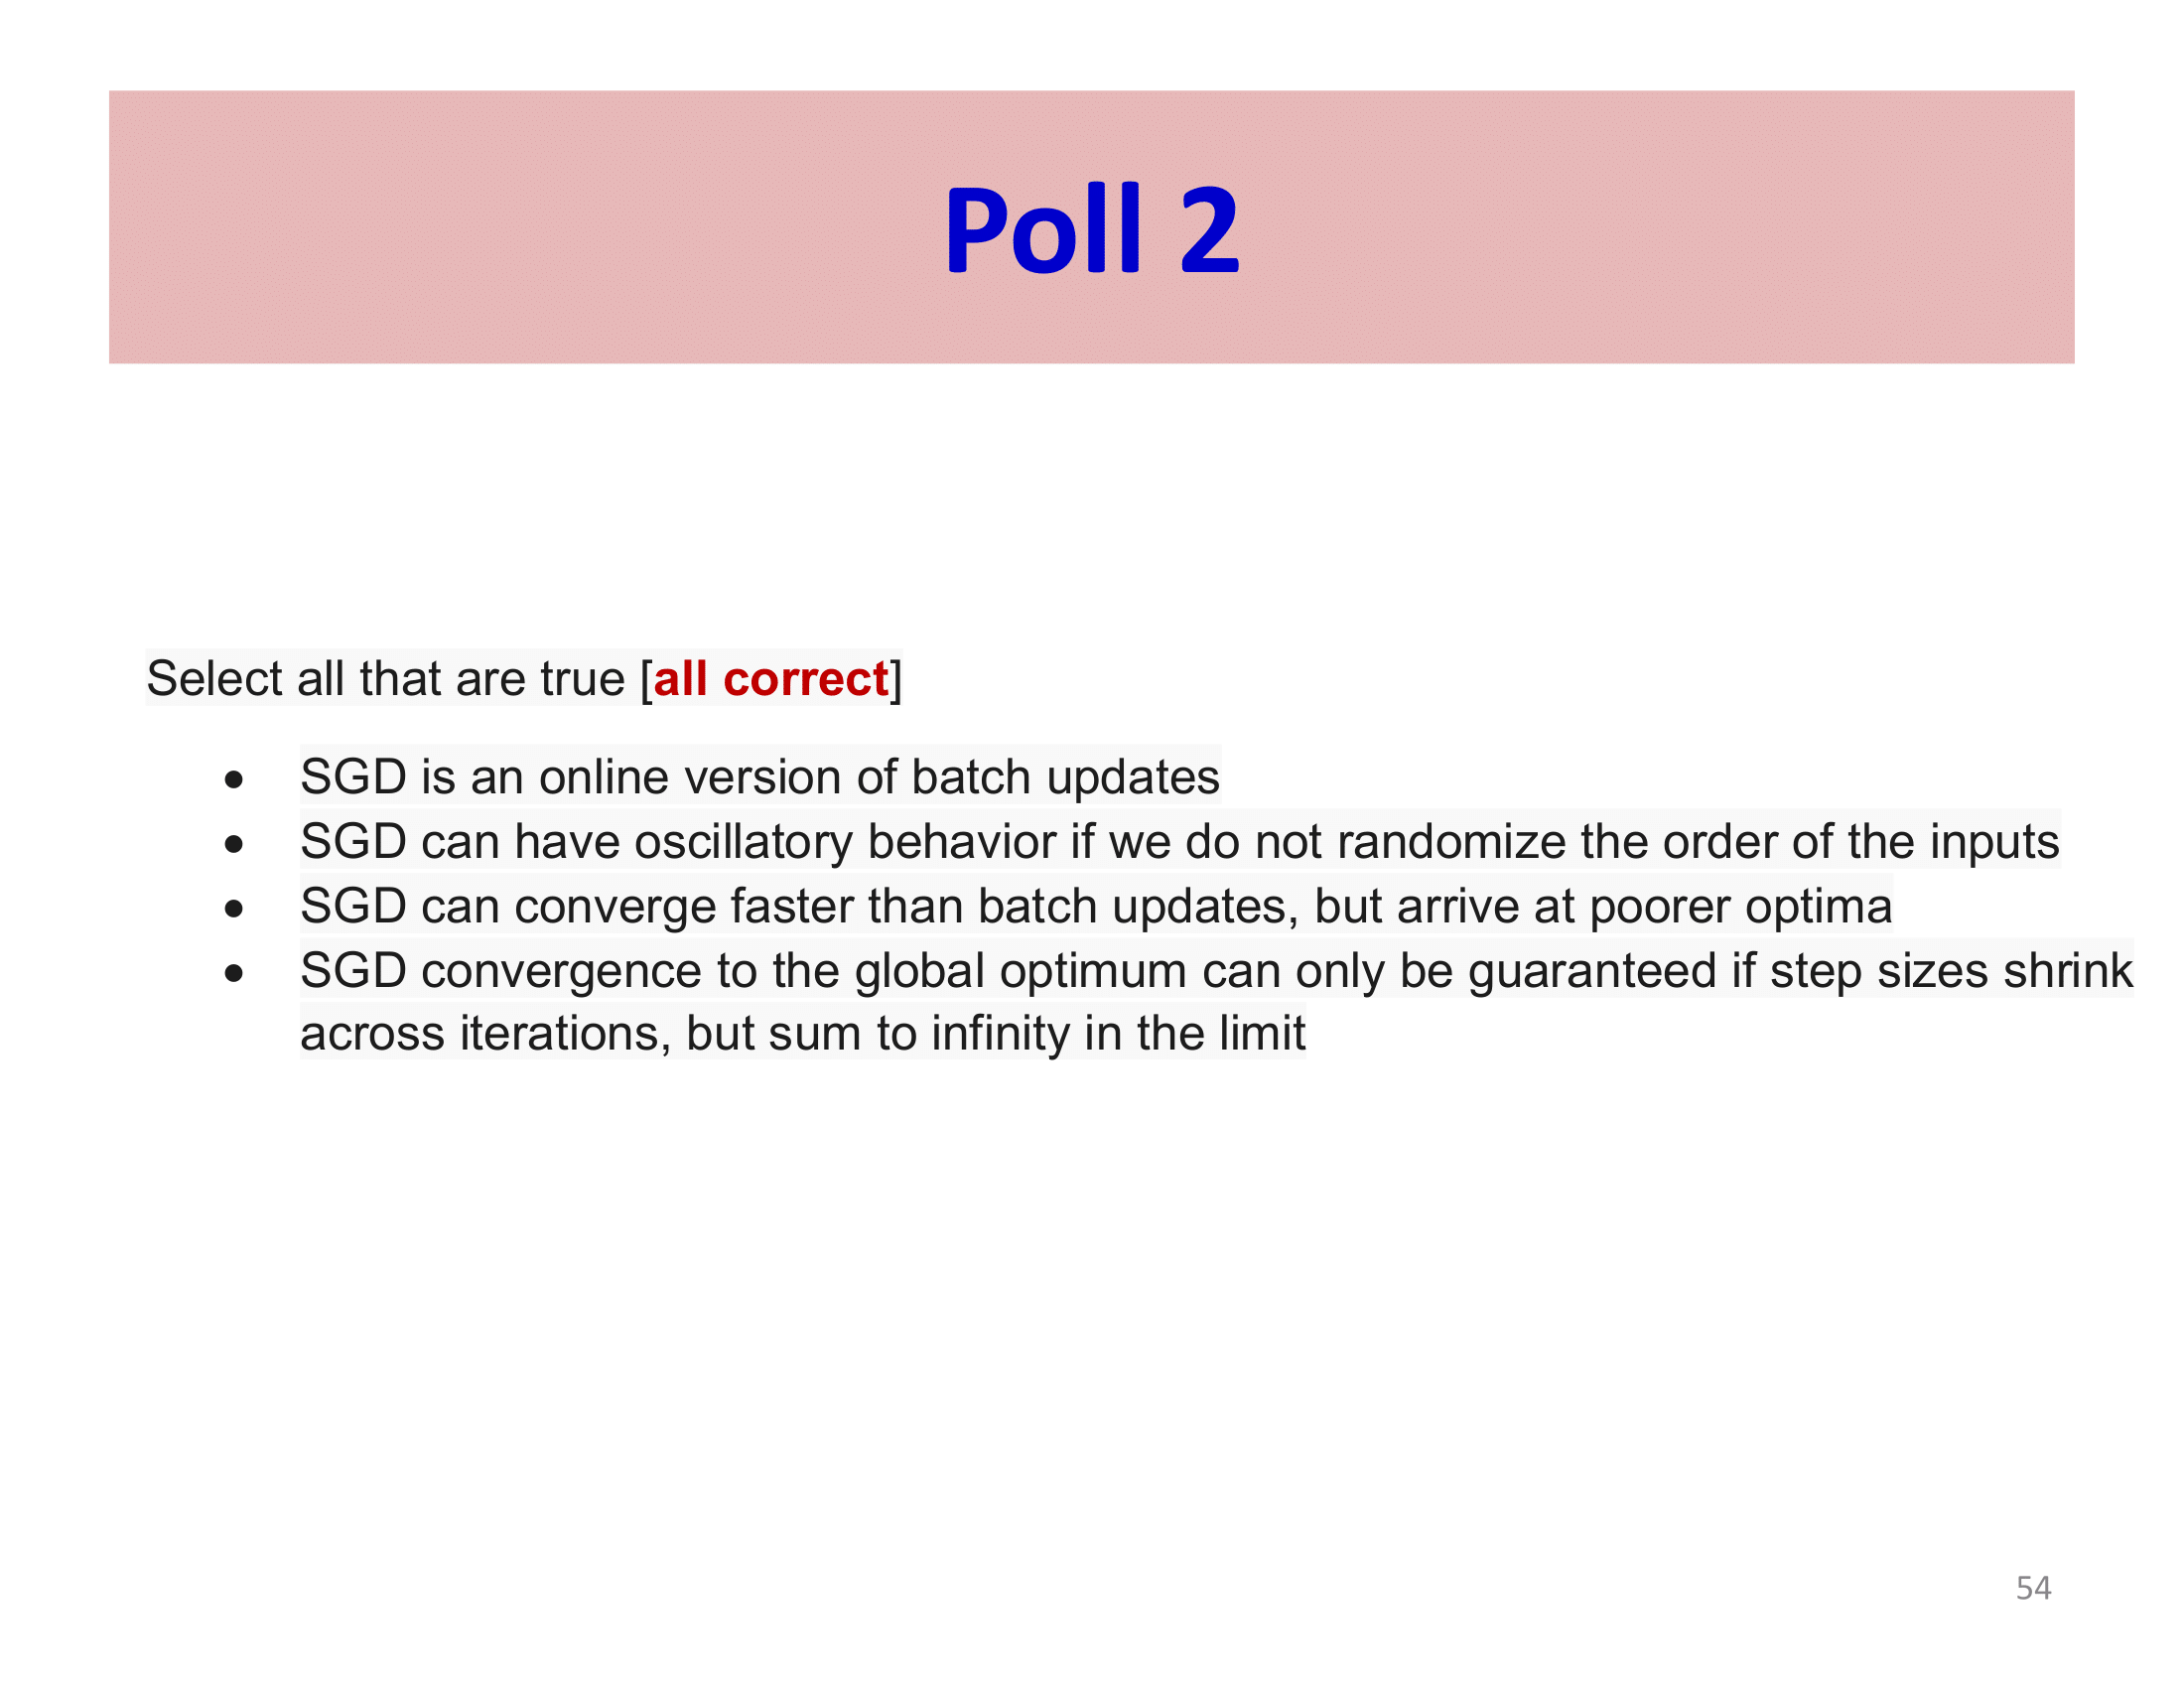 Poll 2
Select all that are true [all correct]
● SGD is an online version of batch updates
● SGD can have oscillatory behavior if we do not randomize the order of the inputs
● SGD can converge faster than batch updates, but arrive at poorer optima
● SGD convergence to the global optimum can only be guaranteed if step sizes shrink
across iterations, but sum to infinity in the limit
54